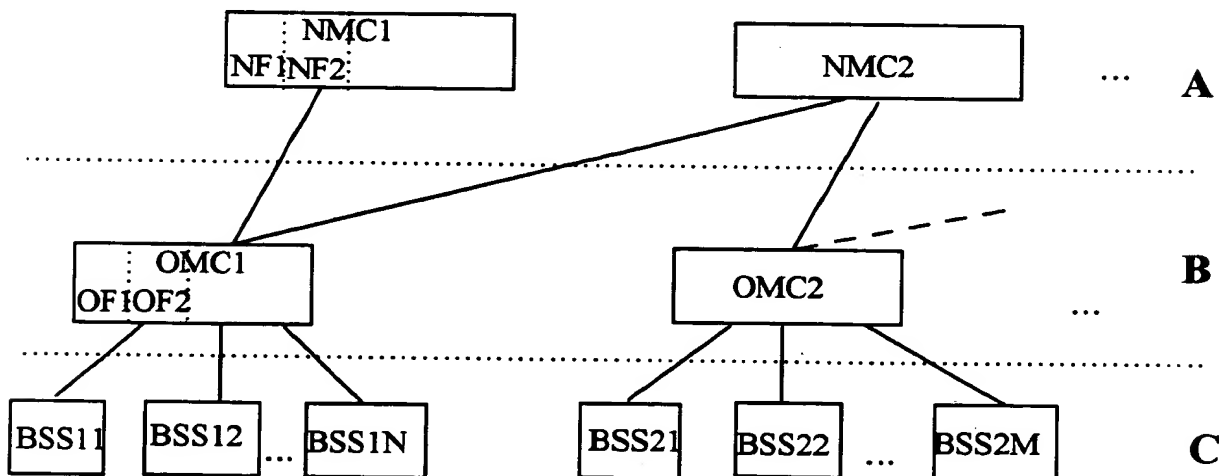 NMC1
NF1 NF2
NMC2
...
A
OMC1
OF1 OF2
OMC2
...
B
BSS11 BSS12 ... BSS1N BSS21 BSS22 ... BSS2M
C